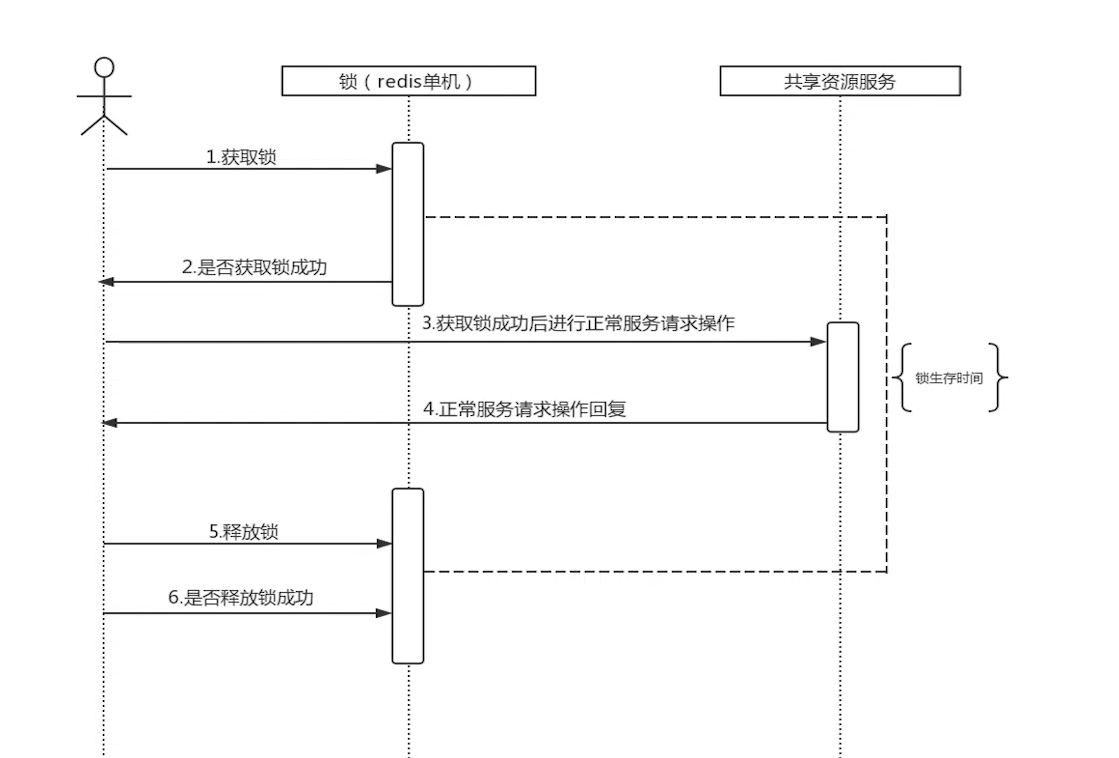 锁（redis单机）
共享资源服务
1.获取锁
2.是否获取锁成功
3.获取锁成功后进行正常服务请求操作
锁生存时间
4.正常服务请求操作回复
5.释放锁
6.是否释放锁成功